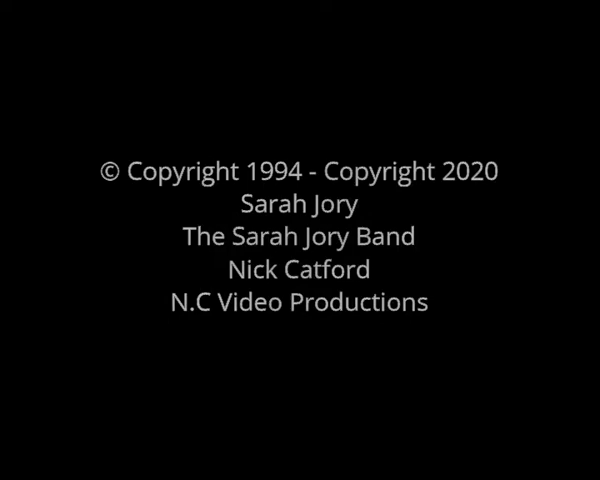 © Copyright 1994 - Copyright 2020
Sarah Jory
The Sarah Jory Band
Nick Catford
N.C Video Productions